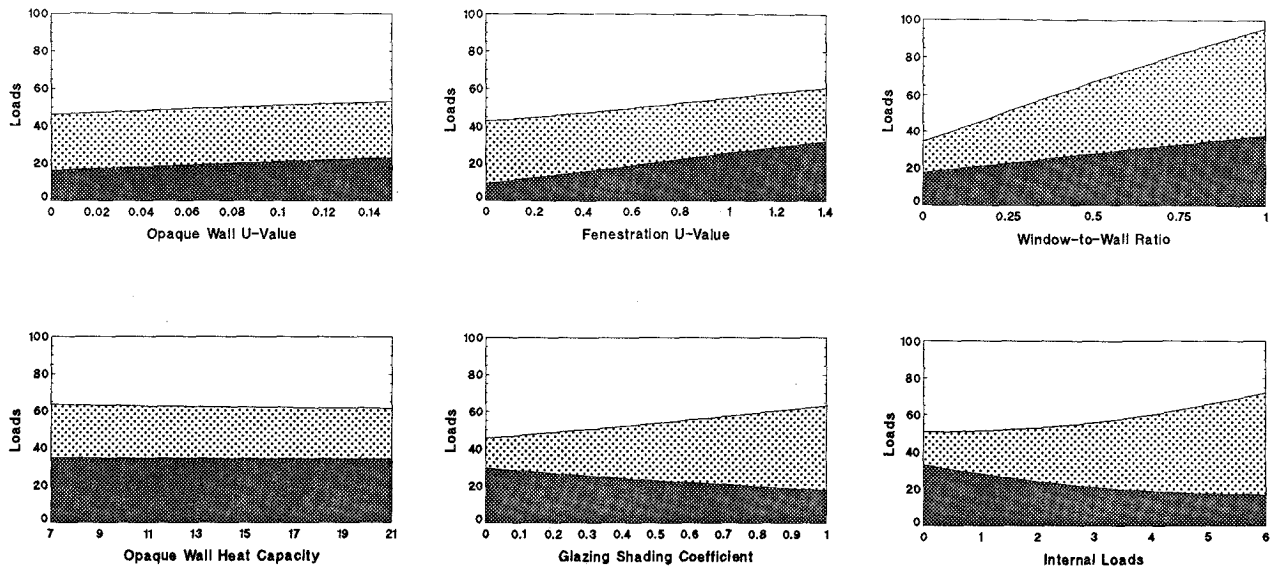 100
80
60
40
20
0
Loads
0 0.02 0.04 0.06 0.08 0.1 0.12 0.14
Opaque Wall U-Value
100
80
60
40
20
0
Loads
0 0.2 0.4 0.6 0.8 1 1.2 1.4
Fenestration U-Value
100
80
60
40
20
0
Loads
0 0.25 0.5 0.75 1
Window-to-Wall Ratio
100
80
60
40
20
0
Loads
7 9 11 13 15 17 19 21
Opaque Wall Heat Capacity
100
80
60
40
20
0
Loads
0 0.1 0.2 0.3 0.4 0.5 0.6 0.7 0.8 0.9 1
Glazing Shading Coefficient
100
80
60
40
20
0
Loads
0 1 2 3 4 5 6
Internal Loads